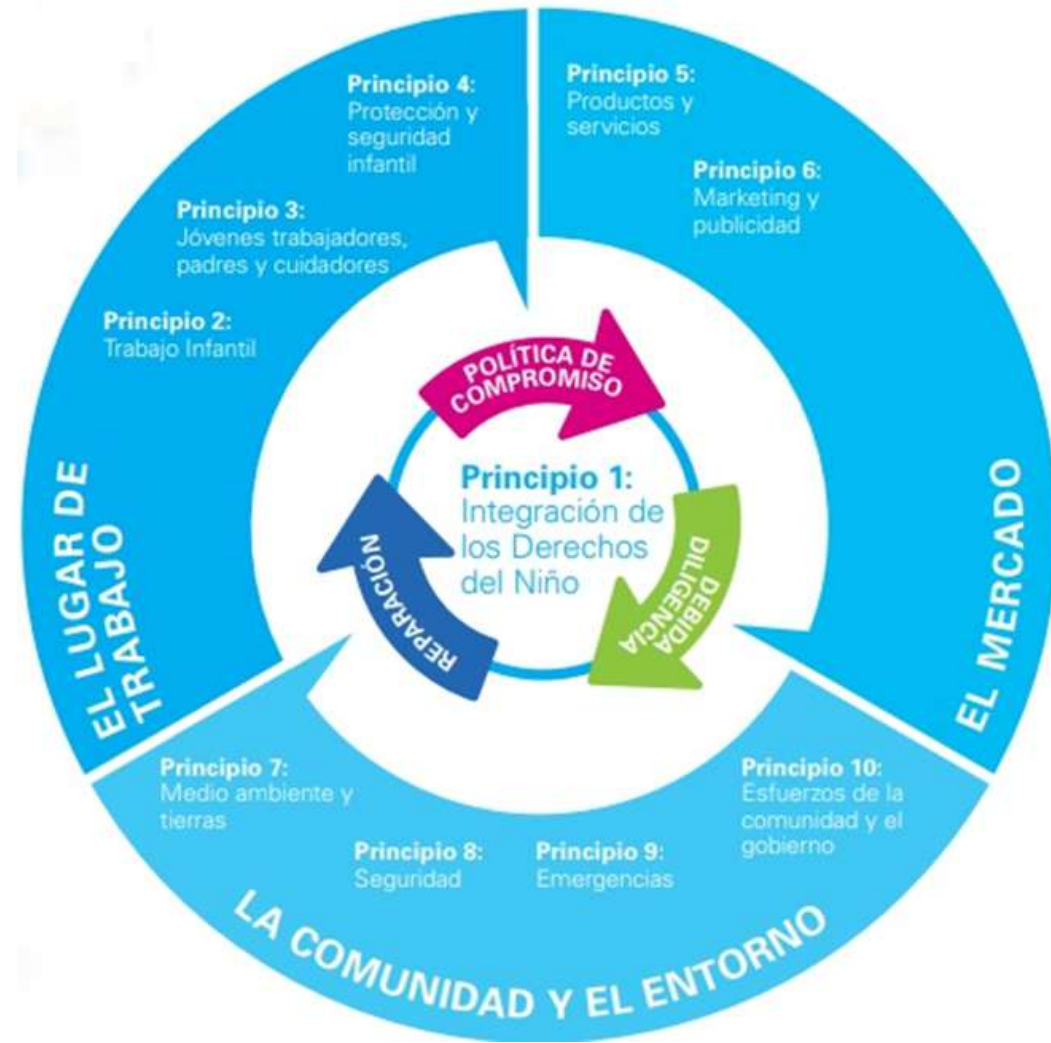 Principio 4:
Protección y
seguridad
infantil
Principio 3:
Jóvenes trabajadores,
padres y cuidadores
Principio 2:
Trabajo Infantil
EL LUGAR DE
TRABAJO
Principio 5:
Productos y
servicios
Principio 6:
Marketing y
publicidad
EL MERCADO
POLÍTICA DE
COMPROMISO
Principio 1:
Integración de
los Derechos
del Niño
DEBIDA
DILIGENCIA
REPARACIÓN
Principio 7:
Medio ambiente y
tierras
Principio 8:
Seguridad
Principio 9:
Emergencias
Principio 10:
Esfuerzos de la
comunidad y el
gobierno
LA COMUNIDAD Y EL ENTORNO